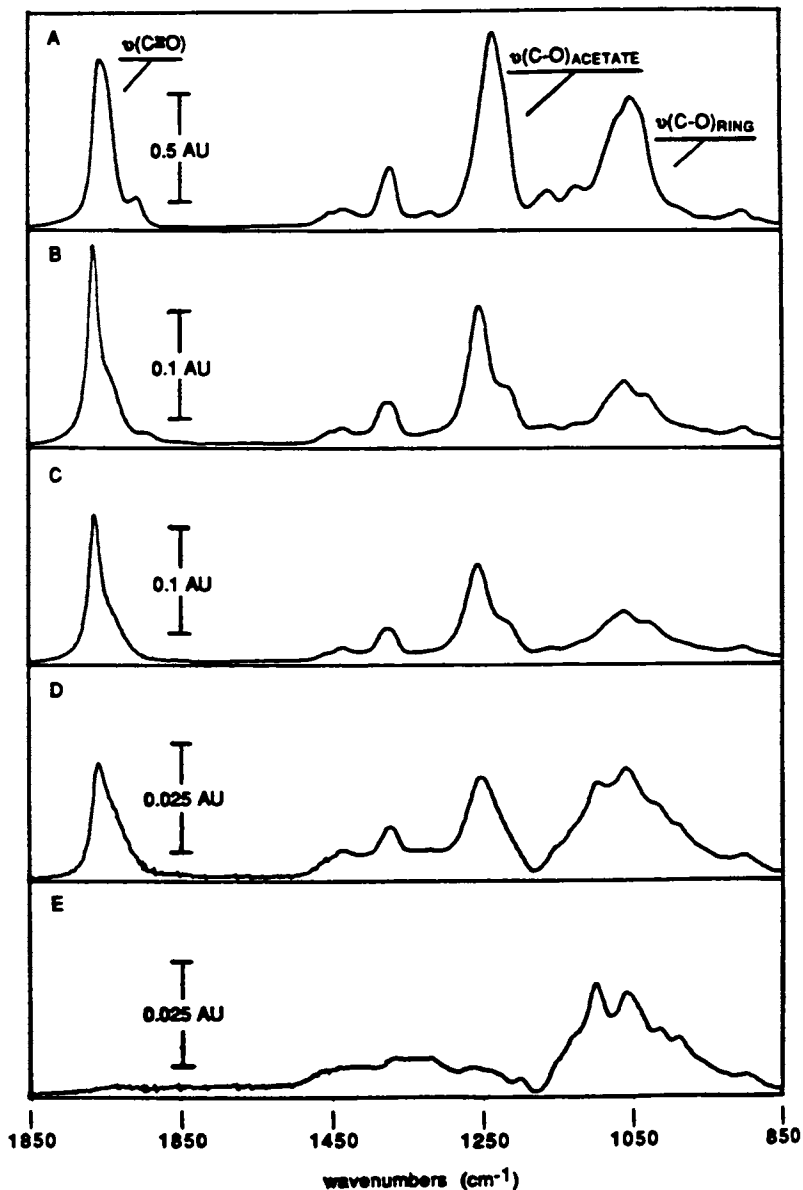 A
υ(C=O)
υ(C-O)ACETATE
υ(C-O)RING
0.5 AU
B
0.1 AU
C
0.1 AU
D
0.025 AU
E
0.025 AU
1850 1850 1450 1250 1050 850
wavenumbers (cm-1)